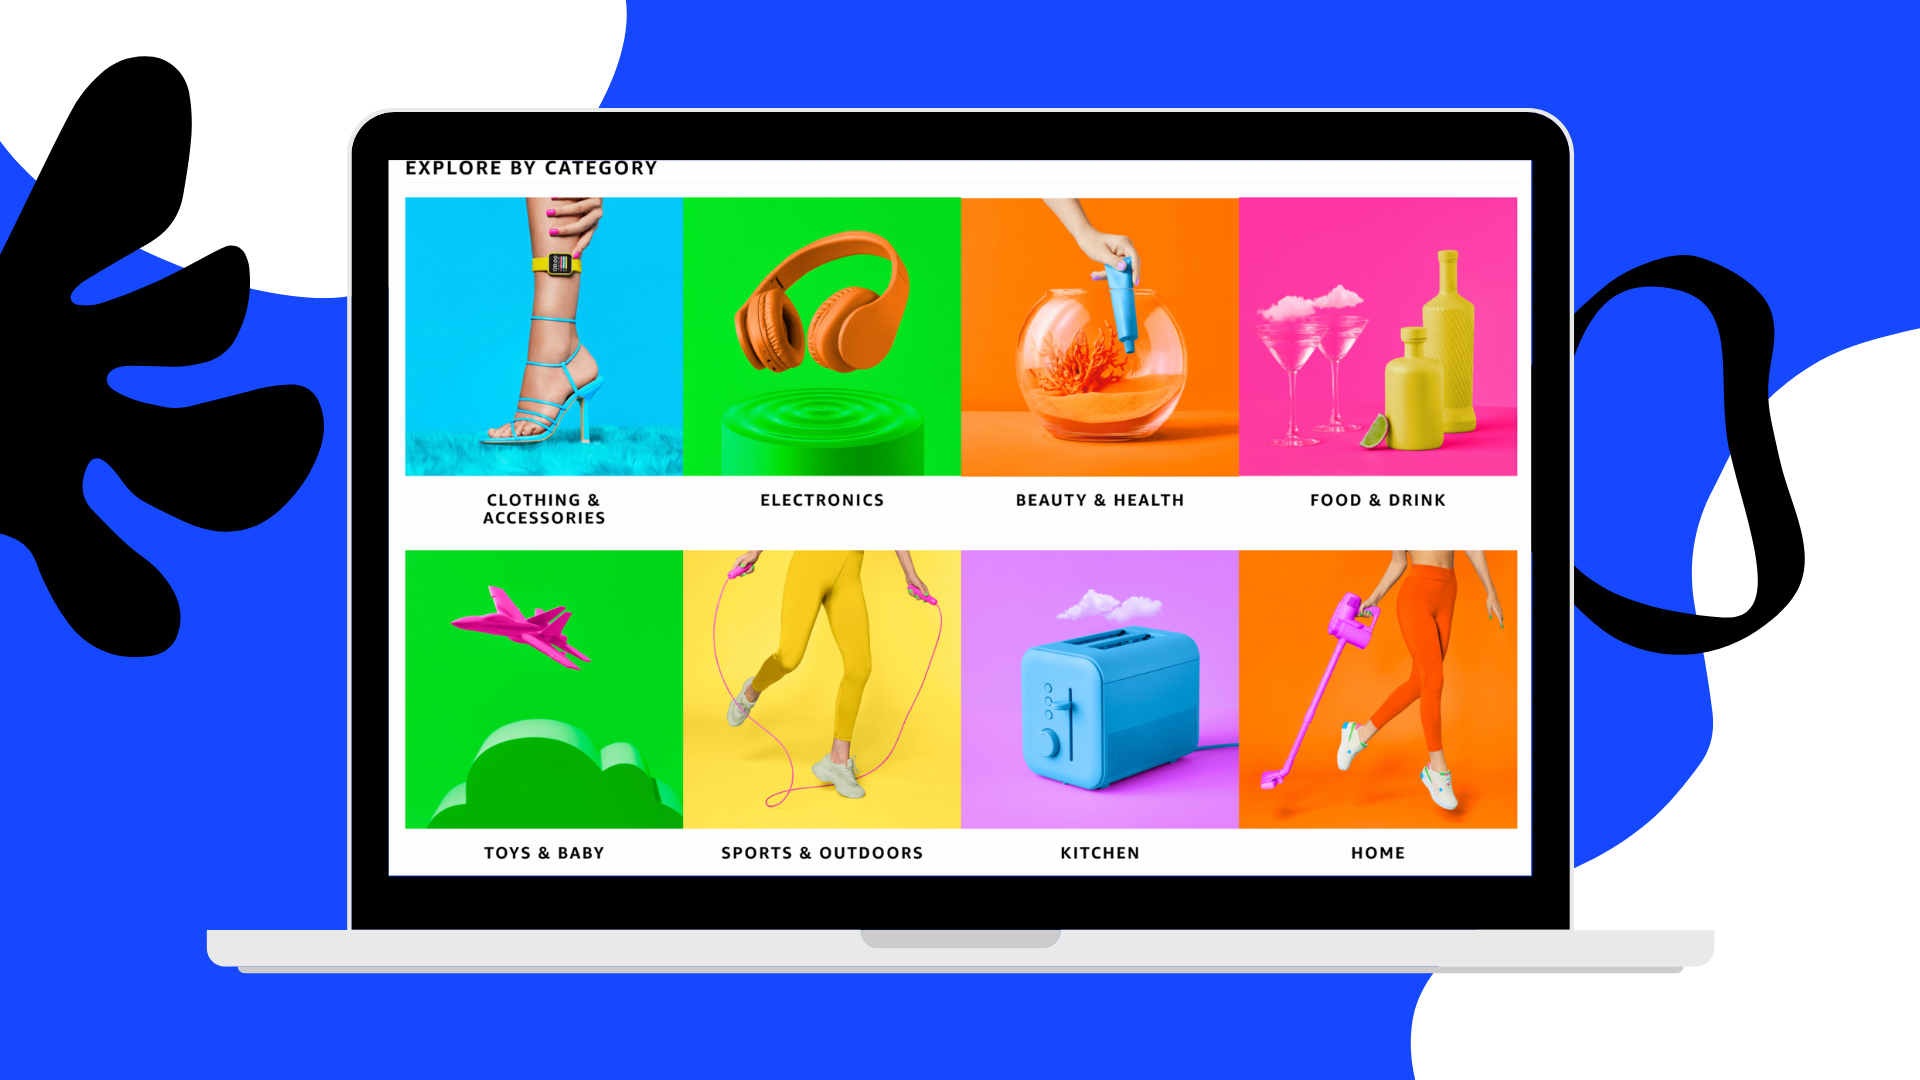 EXPLORE BY CATEGORY
CLOTHING &
ACCESSORIES
ELECTRONICS
BEAUTY & HEALTH
FOOD & DRINK
TOYS & BABY
SPORTS & OUTDOORS
KITCHEN
HOME